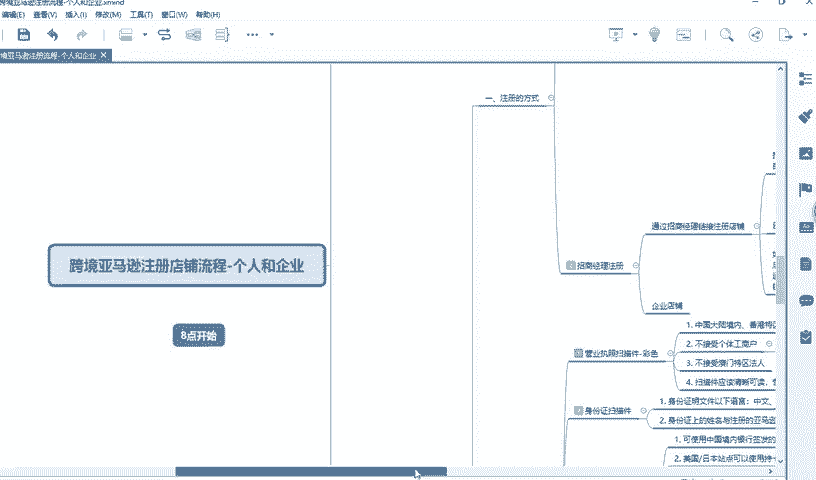 跨境亚马逊注册流程-个人和企业.xmind
编辑(E) 查看(V) 插入(I) 修改(M) 工具(T) 窗口(W) 帮助(H)
境亚马逊注册流程-个人和企业
一、注册的方式
通过招商经理链接注册店铺
招商经理注册
企业店铺
跨境亚马逊注册店铺流程-个人和企业
8点开始
1. 中国大陆境内、香港特
营业执照扫描件-彩色
2. 不接受个体工商户
3. 不接受澳门特区法人
4. 扫描件应该清晰可读,
1. 身份证明文件以下语言:中文、
身份证扫描件
2. 身份证上的姓名与注册的亚马逊
1. 可使用中国境内银行签发的
2. 美国/日本站点可以使用持